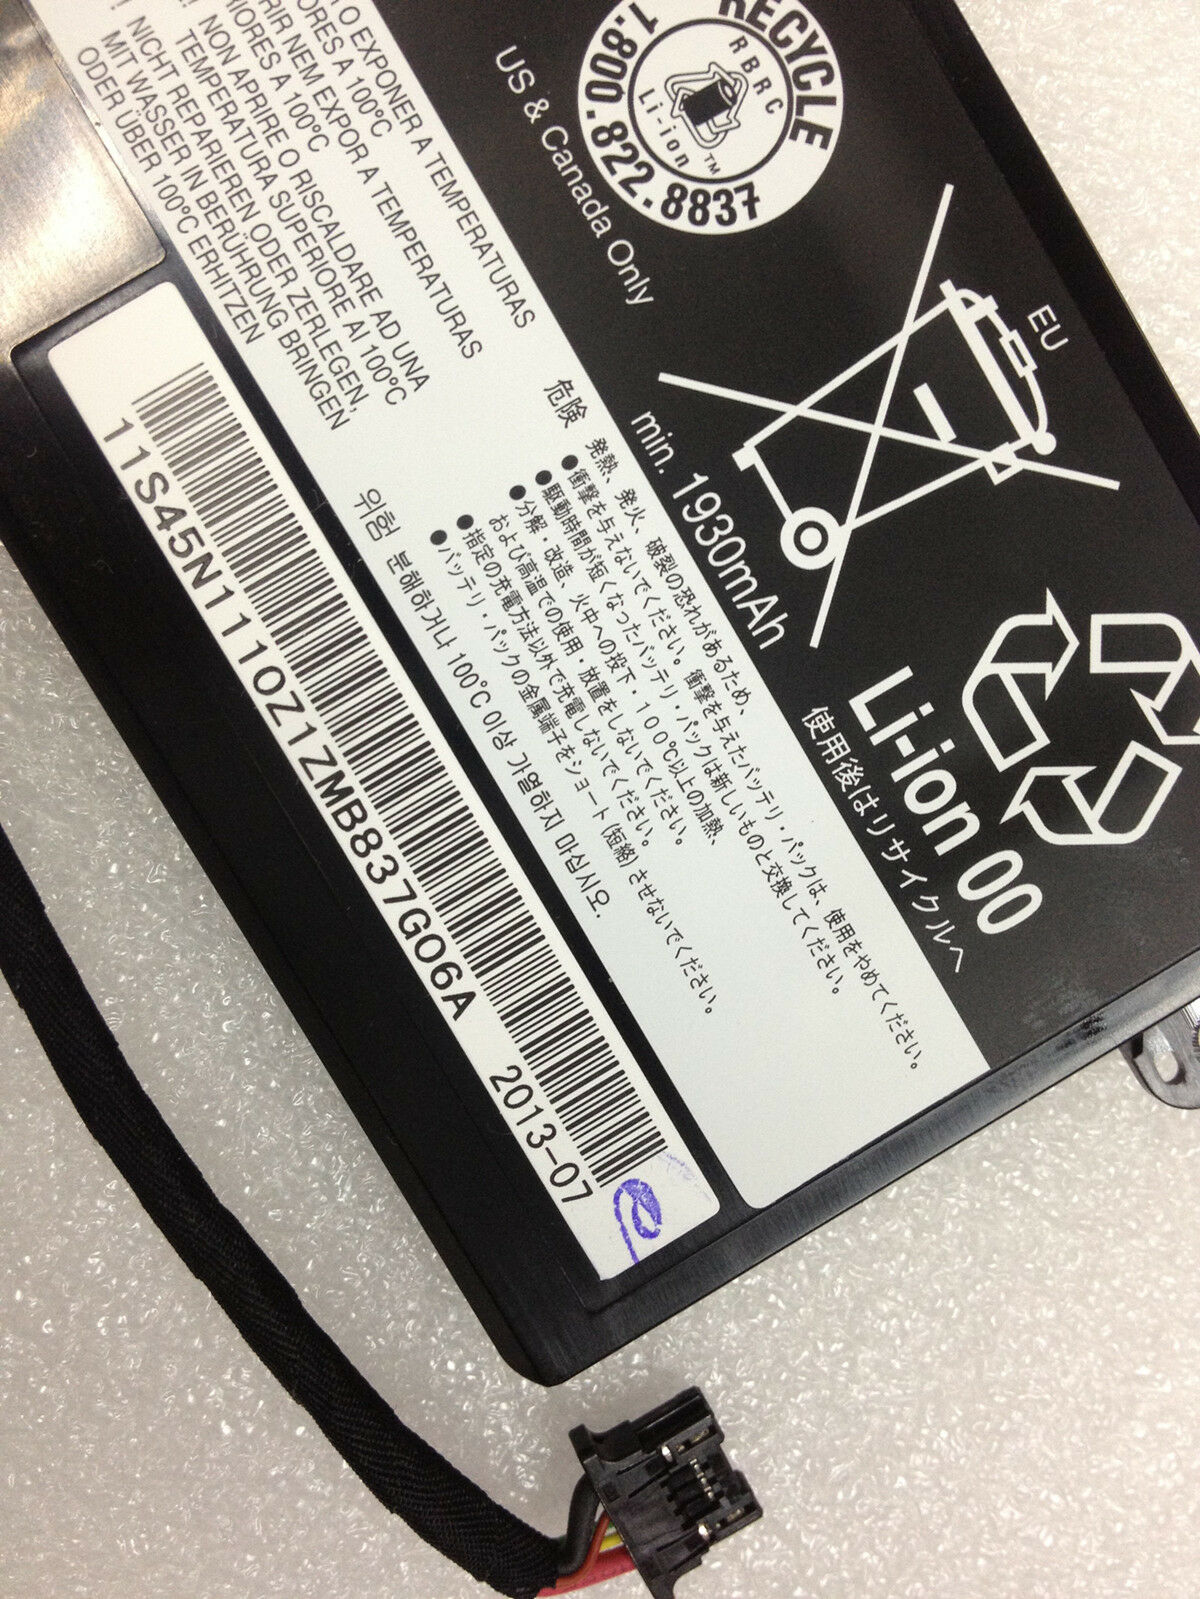 RECYCLE
1.800.822.8837
RBRC
Li-ion
TM
US & Canada Only
EU
min. 1930mAh
Li-ion 00
使用後はリサイクルへ
O EXPONER A TEMPERATURAS
ORES A 100°C
RIR NEM EXPOR A TEMPERATURAS
RIORES A 100°C
NON APRIRE O RISCALDARE AD UNA
TEMPERATURA SUPERIORE AI 100°C
! NICHT REPARIEREN ODER ZERLEGEN,
MIT WASSER IN BERÜHRUNG BRINGEN
ODER ÜBER 100°C ERHITZEN
危険 発熱、発火、破裂の恐れがあるため、
●衝撃を与えないでください。衝撃を与えたバッテリ・パックは、使用をやめてください。
●駆動時間が短くなったバッテリ・パックは新しいものと交換してください。
●分解・改造、火中への投下・100℃以上の加熱、
および高温での使用・放置をしないでください。
●指定の充電方法以外で充電しないでください。
●バッテリ・パックの金属端子をショート(短絡)させないでください。
위험 분해하거나 100°C 이상 가열하지 마십시오.
11S45N1110Z1ZMB837G06A 2013-07